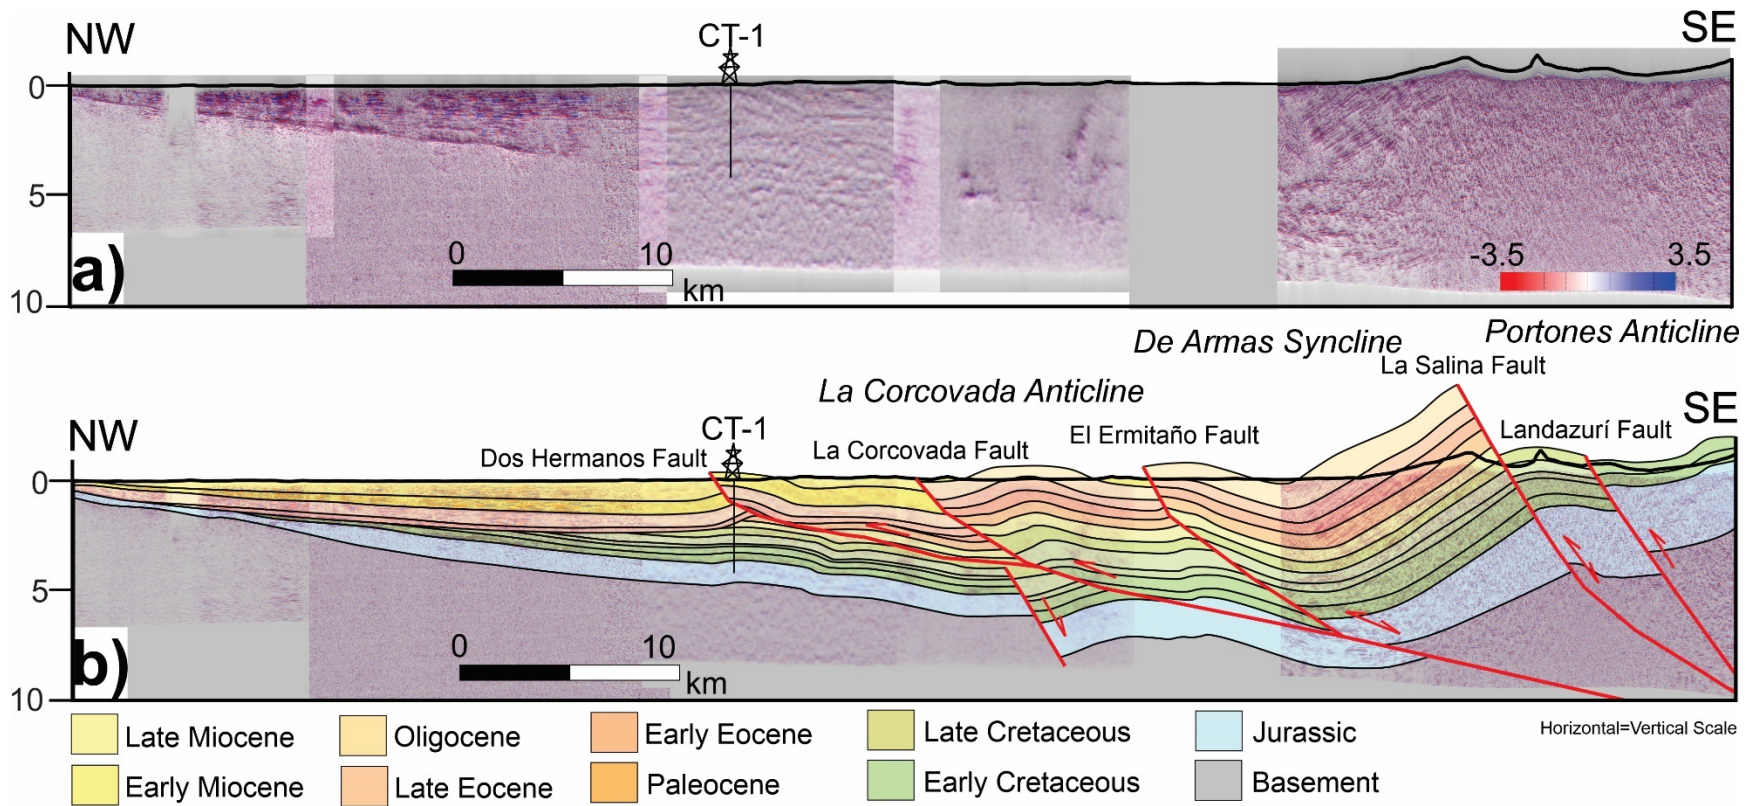 NW
CT-1
SE
0
5
10
a)
0 10
km
-3.5 3.5
De Armas Syncline
Portones Anticline
La Salina Fault
La Corcovada Anticline
NW
CT-1
SE
Dos Hermanos Fault
La Corcovada Fault
El Ermitaño Fault
Landazurí Fault
0
5
10
b)
0 10
km
Late Miocene
Oligocene
Early Eocene
Late Cretaceous
Jurassic
Horizontal=Vertical Scale
Early Miocene
Late Eocene
Paleocene
Early Cretaceous
Basement